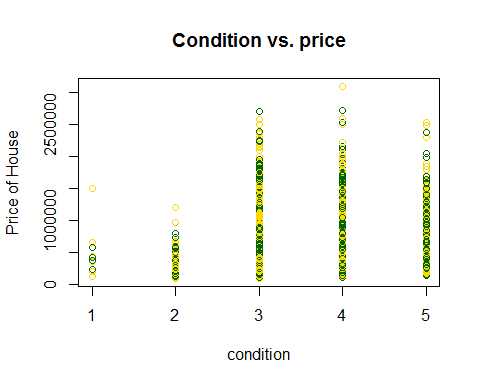 Condition vs. price
Price of House
2500000
1000000
0
1 2 3 4 5
condition